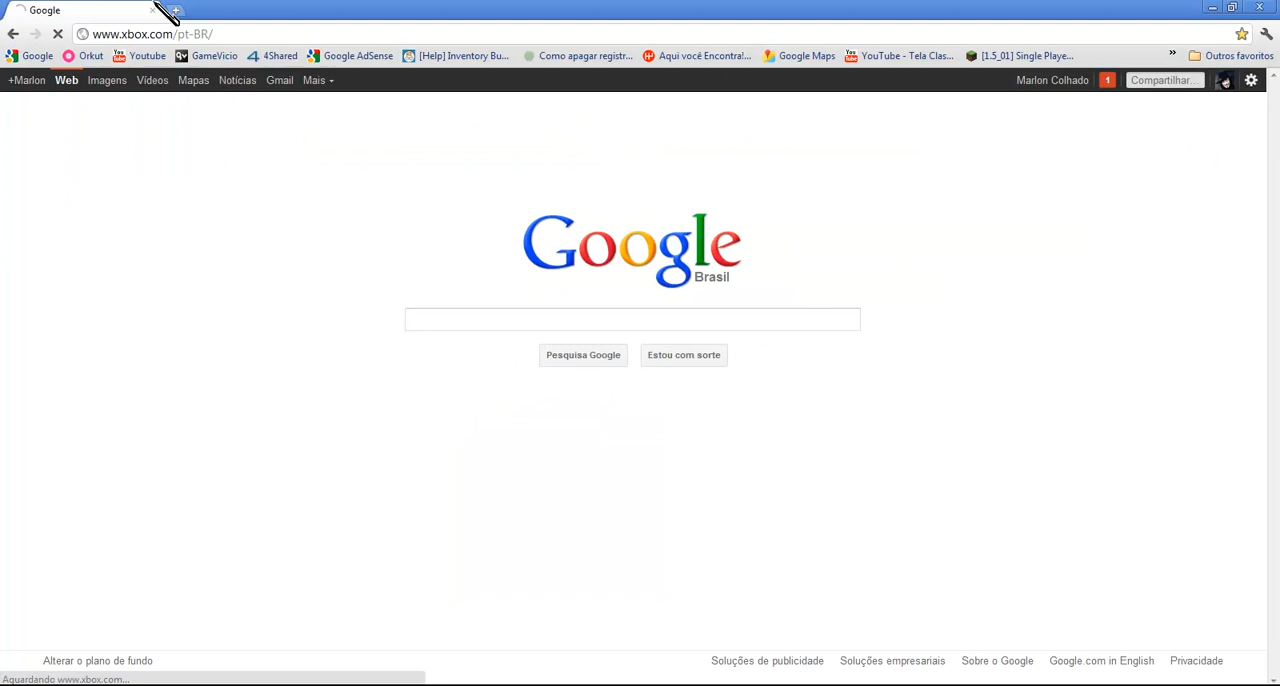 Google
www.xbox.com/pt-BR/
Google Orkut Youtube GameVicio 4Shared Google AdSense [Help] Inventory Bu... Como apagar registr... Aqui você Encontra!... Google Maps YouTube - Tela Clas... [1.5_01] Single Playe... » Outros favoritos
+Marlon Web Imagens Vídeos Mapas Notícias Gmail Mais Marlon Colhado 1 Compartilhar...
Google
Brasil
Pesquisa Google Estou com sorte
Alterar o plano de fundo Soluções de publicidade Soluções empresariais Sobre o Google Google.com in English Privacidade
Aguardando www.xbox.com...